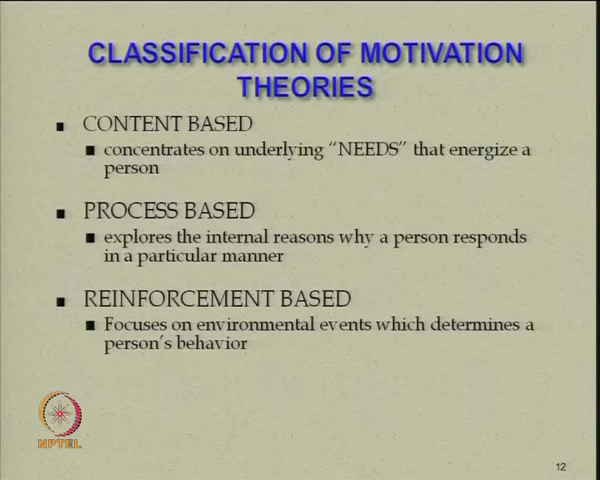 CLASSIFICATION OF MOTIVATION
THEORIES
CONTENT BASED
concentrates on underlying “NEEDS” that energize a
person
PROCESS BASED
explores the internal reasons why a person responds
in a particular manner
REINFORCEMENT BASED
Focuses on environmental events which determines a
person’s behavior
NPTEL
12